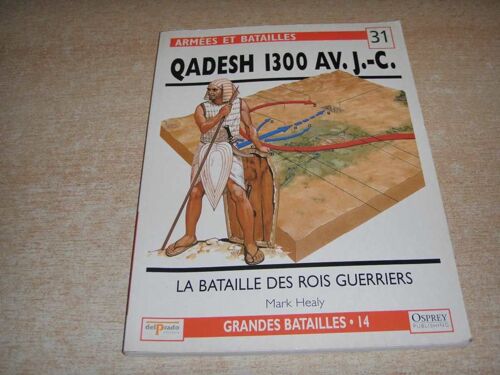 ARMÉES ET BATAILLES
31
QADESH 1300 AV. J.-C.
LA BATAILLE DES ROIS GUERRIERS
Mark Healy
delPrado
GRANDES BATAILLES • 14
OSPREY
PUBLISHING